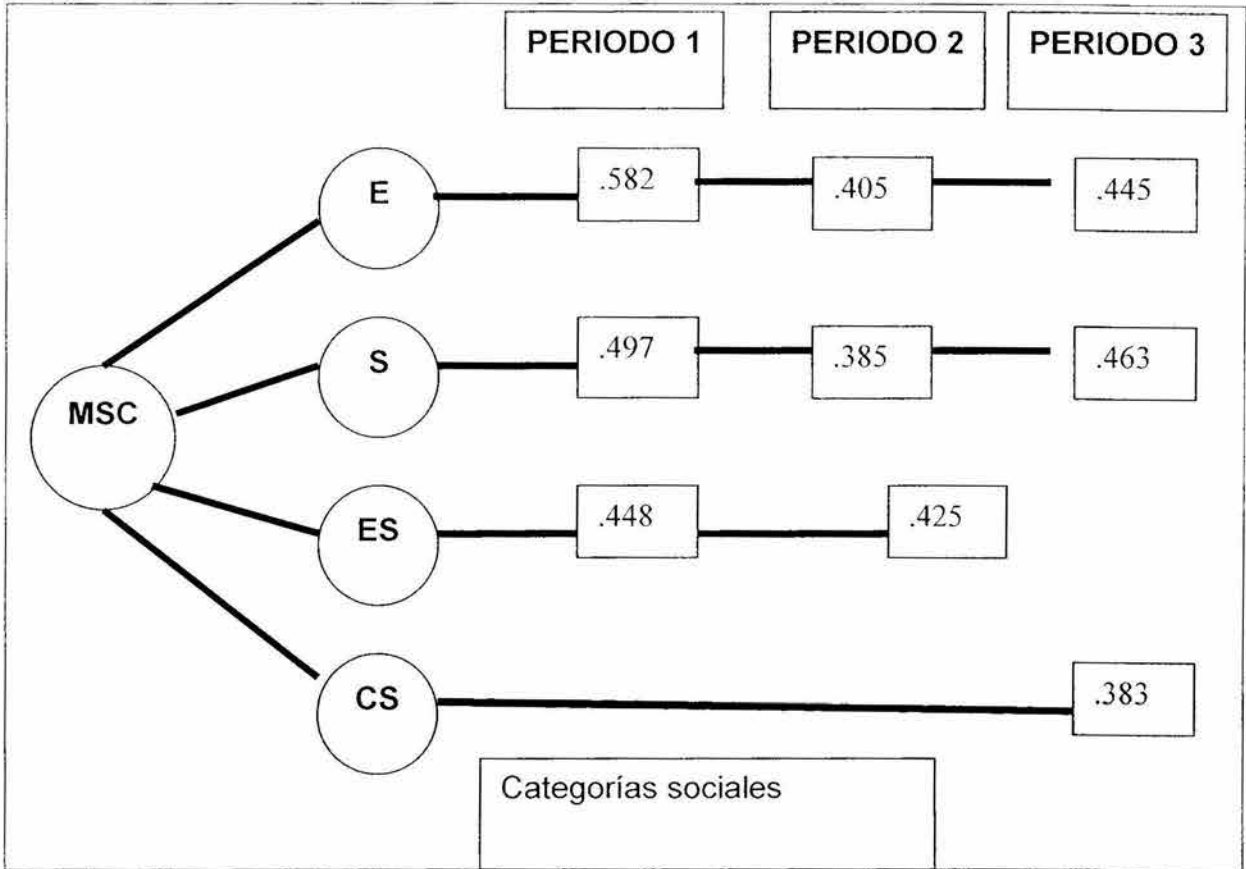 PERIODO 1 PERIODO 2 PERIODO 3
E .582 .405 .445
S .497 .385 .463
MSC
ES .448 .425
CS .383
Categorías sociales